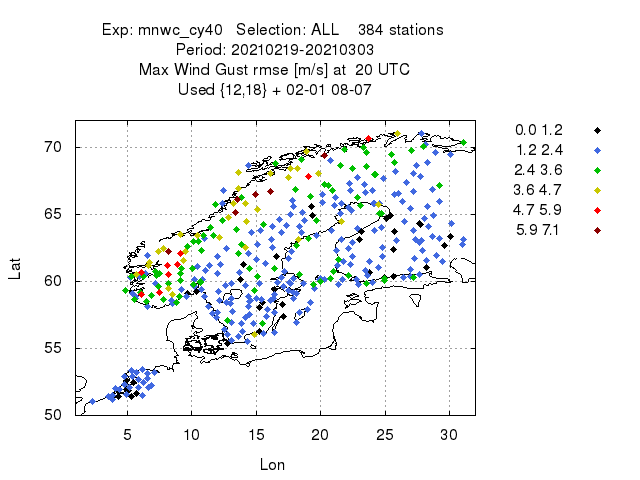 Exp: mnwc_cy40 Selection: ALL 384 stations
Period: 20210219-20210303
Max Wind Gust rmse [m/s] at 20 UTC
Used {12,18} + 02-01 08-07
0.0 1.2
1.2 2.4
2.4 3.6
3.6 4.7
4.7 5.9
5.9 7.1
70
65
60
55
50
Lat
5 10 15 20 25 30
Lon